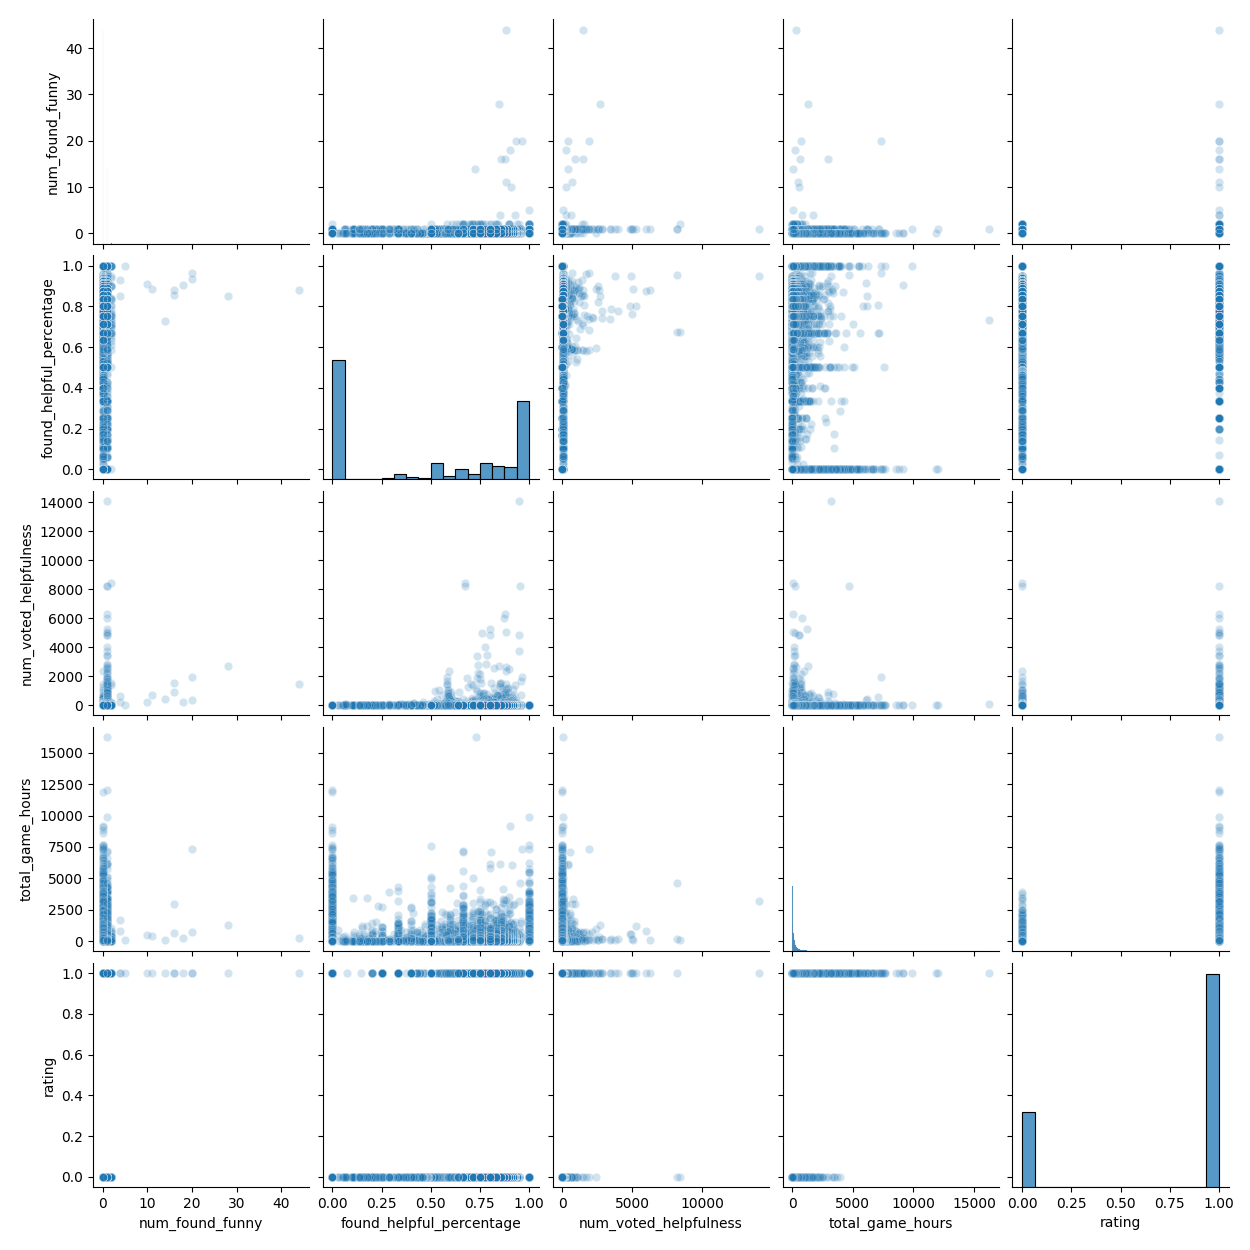 40
30
20
10
0
num_found_funny
1.0
0.8
0.6
0.4
0.2
0.0
found_helpful_percentage
14000
12000
10000
8000
6000
4000
2000
0
num_voted_helpfulness
15000
12500
10000
7500
5000
2500
0
total_game_hours
1.0
0.8
0.6
0.4
0.2
0.0
rating
0 10 20 30 40
num_found_funny
0.00 0.25 0.50 0.75 1.00
found_helpful_percentage
0 5000 10000
num_voted_helpfulness
0 5000 10000 15000
total_game_hours
0.00 0.25 0.50 0.75 1.00
rating